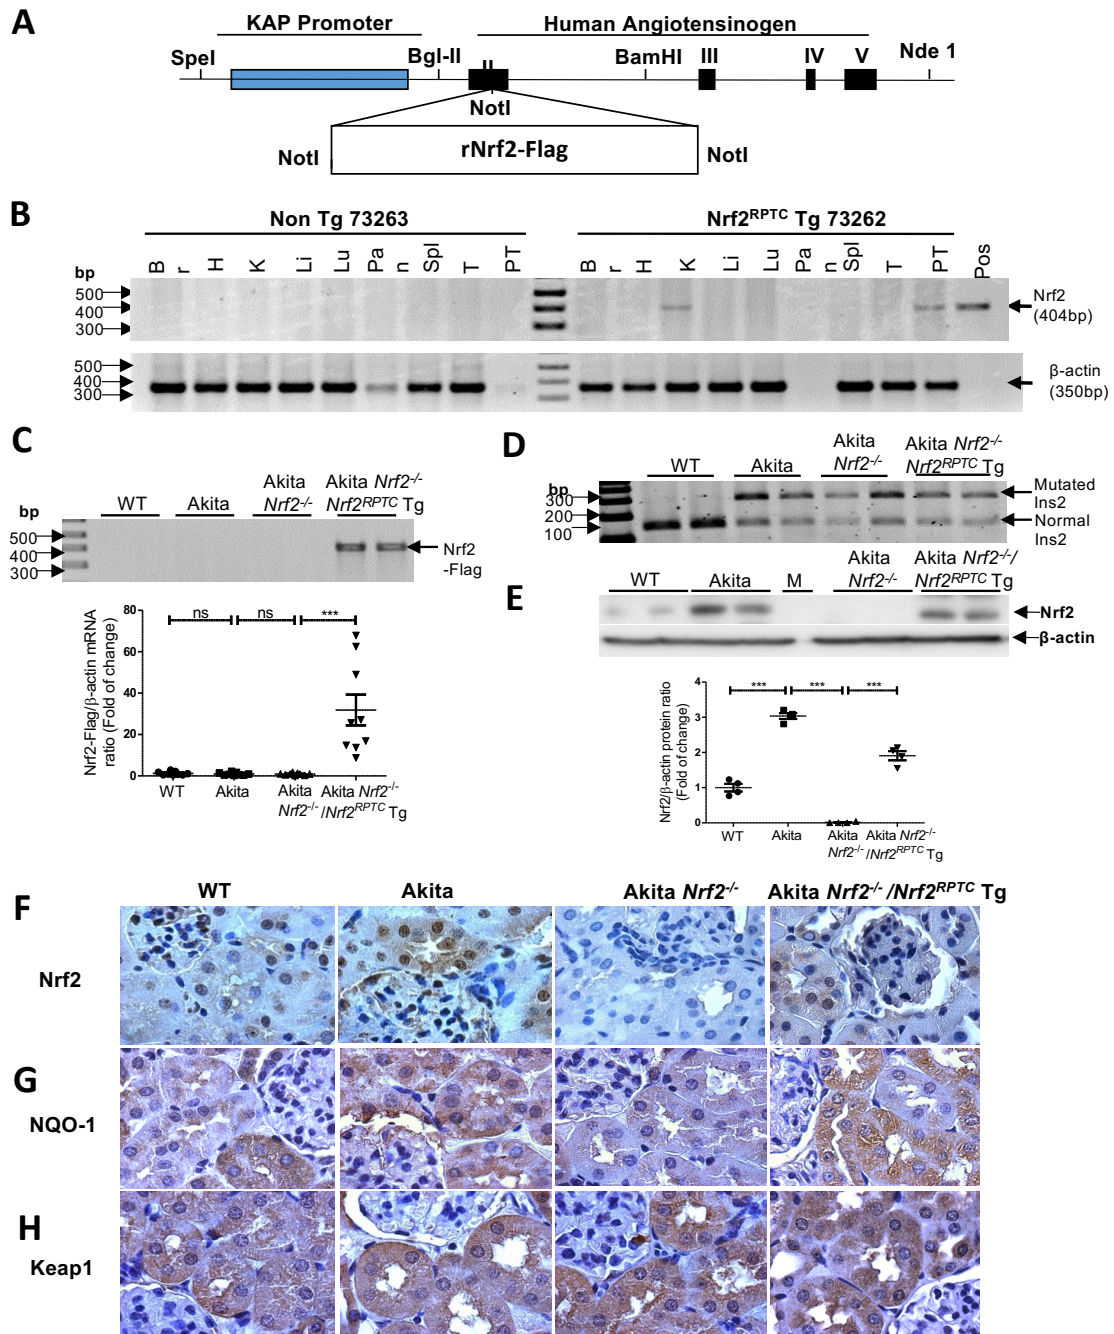 A
KAP Promoter
Human Angiotensinogen
SpeI
Bgl-II
II
BamHI
III
IV
V
Nde 1
NotI
NotI
rNrf2-Flag
NotI
B
Non Tg 73263
Nrf2RPTC Tg 73262
bp
B r H K Li Lu Pa n Spl T PT
B r H K Li Lu Pa n Spl T PT Pos
500
400
300
Nrf2
(404bp)
500
400
300
β-actin
(350bp)
C
bp
WT
Akita
Akita Nrf2-/-
Akita Nrf2-/- Nrf2RPTC Tg
500
400
300
Nrf2
-Flag
Nrf2-Flag/β-actin mRNA
ratio (Fold of change)
80
60
40
20
0
ns
ns
***
WT
Akita
Akita Nrf2-/-
Akita Nrf2-/- /Nrf2RPTC Tg
D
bp
WT
Akita
Akita Nrf2-/-
Akita Nrf2-/- Nrf2RPTC Tg
300
200
100
Mutated
Ins2
Normal
Ins2
E
WT
Akita
M
Akita Nrf2-/-
Akita Nrf2-/-/ Nrf2RPTC Tg
Nrf2
β-actin
Nrf2/β-actin protein ratio
(Fold of change)
4
3
2
1
0
***
***
***
WT
Akita
Akita Nrf2-/-
Akita Nrf2-/- /Nrf2RPTC Tg
WT
Akita
Akita Nrf2-/-
Akita Nrf2-/- /Nrf2RPTC Tg
F
Nrf2
G
NQO-1
H
Keap1